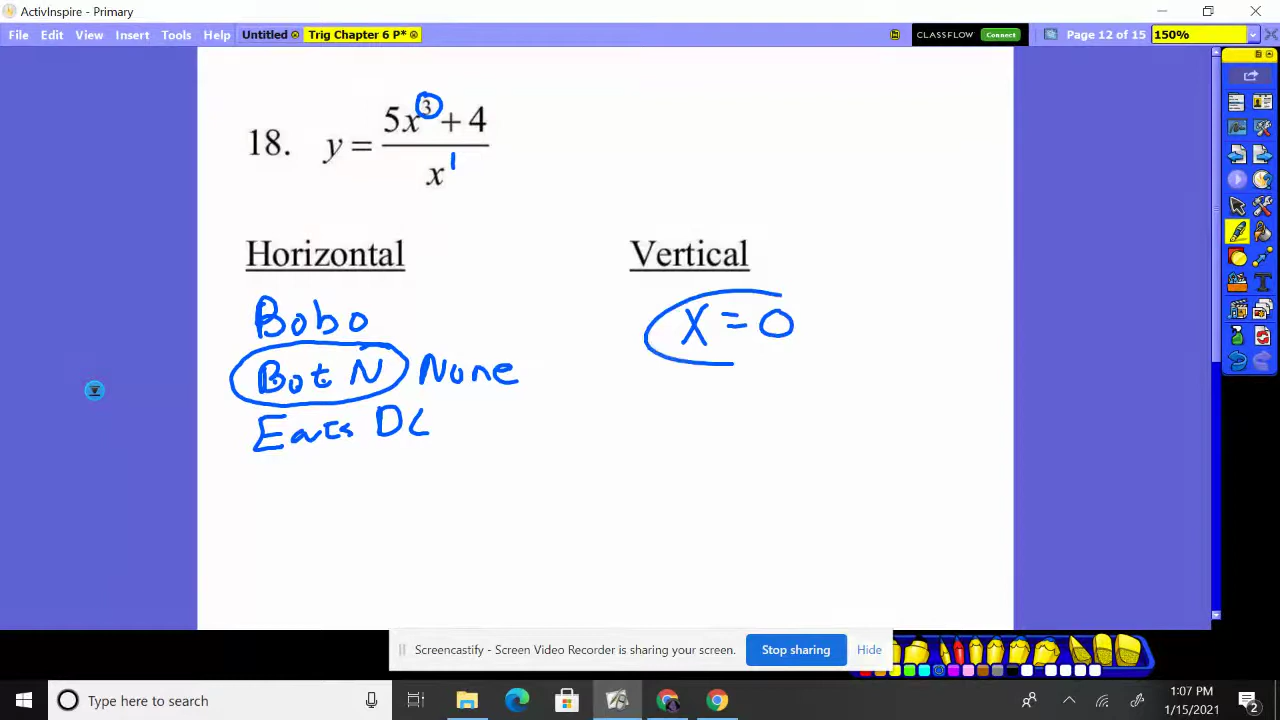 ActivInspire - Primary
File Edit View Insert Tools Help Untitled Trig Chapter 6 P* CLASSFLOW Connect Page 12 of 15 150%
18. y = (5x³ + 4) / x¹
Horizontal Vertical
Bobo X = 0
Bot N None
Eats DC
Screencastify - Screen Video Recorder is sharing your screen. Stop sharing Hide
Type here to search
1:07 PM
1/15/2021
2